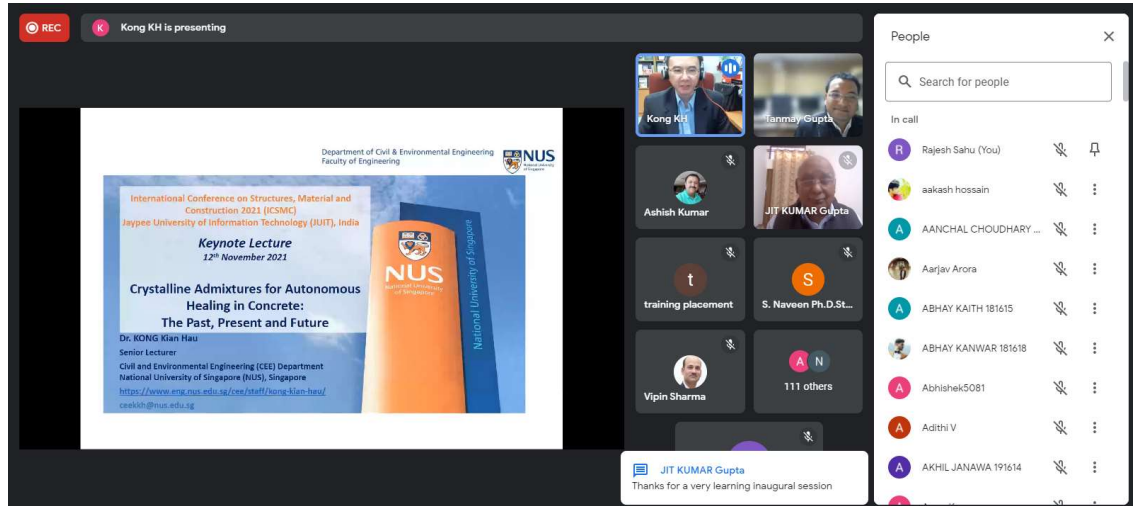 REC
K
Kong KH is presenting
Department of Civil & Environmental Engineering
Faculty of Engineering
NUS
National University
of Singapore
International Conference on Structures, Material and
Construction 2021 (ICSMC)
Jaypee University of Information Technology (JUIT), India
Keynote Lecture
12th November 2021
Crystalline Admixtures for Autonomous
Healing in Concrete:
The Past, Present and Future
Dr. KONG Kian Hau
Senior Lecturer
Civil and Environmental Engineering (CEE) Department
National University of Singapore (NUS), Singapore
https://www.eng.nus.edu.sg/cee/staff/kong-kian-hau/
ceekkh@nus.edu.sg
NUS
National University
of Singapore
National University of Singapore
Kong KH
Tanmay Gupta
Ashish Kumar
JIT KUMAR Gupta
t
training placement
S
S. Naveen Ph.D.St...
Vipin Sharma
A N
111 others
JIT KUMAR Gupta
Thanks for a very learning inaugural session
People
Search for people
In call
R
Rajesh Sahu (You)
aakash hossain
A
AANCHAL CHOUDHARY ...
Aarjav Arora
A
ABHAY KAITH 181615
ABHAY KANWAR 181618
A
Abhishek5081
A
Adithi V
A
AKHIL JANAWA 191614